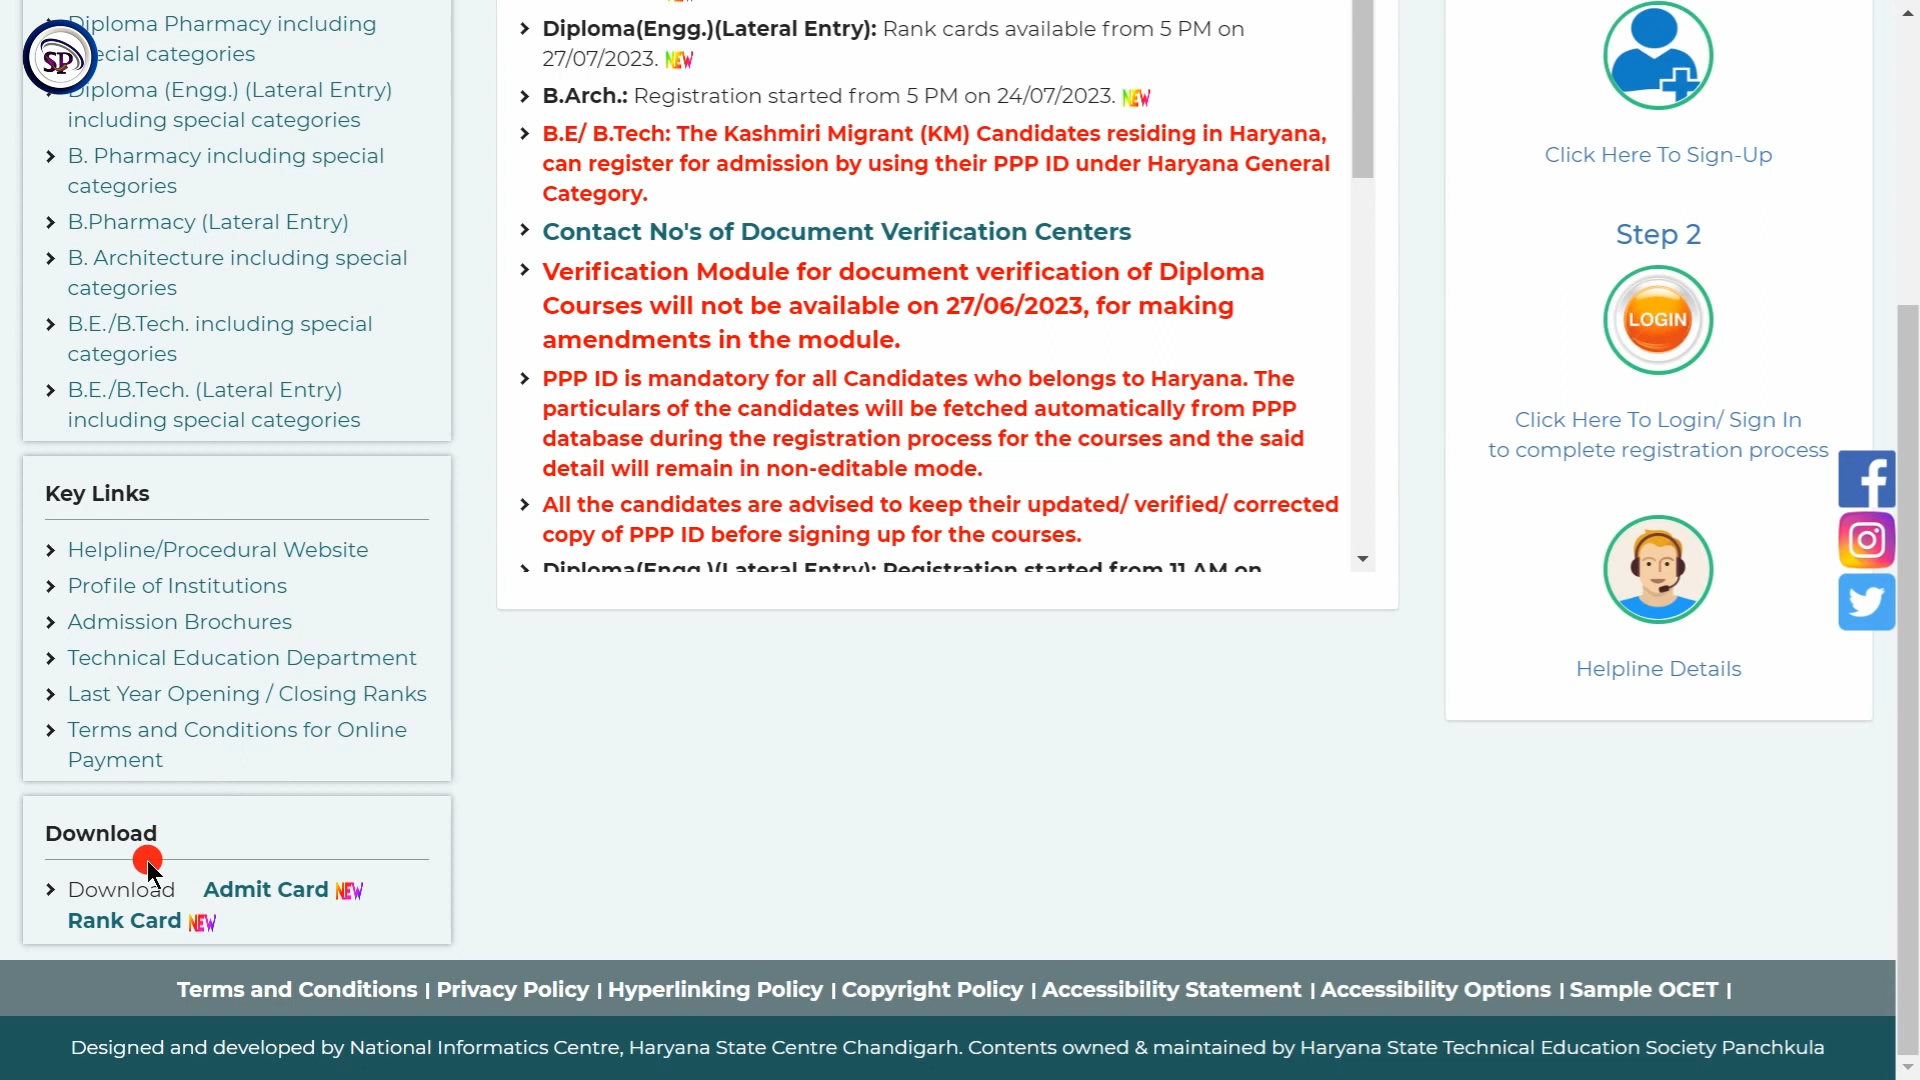 Diploma Pharmacy including
special categories
Diploma (Engg.) (Lateral Entry)
including special categories
B. Pharmacy including special
categories
B.Pharmacy (Lateral Entry)
B. Architecture including special
categories
B.E./B.Tech. including special
categories
B.E./B.Tech. (Lateral Entry)
including special categories
SP
Key Links
Helpline/Procedural Website
Profile of Institutions
Admission Brochures
Technical Education Department
Last Year Opening / Closing Ranks
Terms and Conditions for Online
Payment
Download
Download Admit Card NEW
Rank Card NEW
Diploma(Engg.)(Lateral Entry): Rank cards available from 5 PM on
27/07/2023. NEW
B.Arch.: Registration started from 5 PM on 24/07/2023. NEW
B.E/ B.Tech: The Kashmiri Migrant (KM) Candidates residing in Haryana,
can register for admission by using their PPP ID under Haryana General
Category.
Contact No's of Document Verification Centers
Verification Module for document verification of Diploma
Courses will not be available on 27/06/2023, for making
amendments in the module.
PPP ID is mandatory for all Candidates who belongs to Haryana. The
particulars of the candidates will be fetched automatically from PPP
database during the registration process for the courses and the said
detail will remain in non-editable mode.
All the candidates are advised to keep their updated/ verified/ corrected
copy of PPP ID before signing up for the courses.
Diploma(Engg.)(Lateral Entry): Registration started from 11 AM on
Click Here To Sign-Up
Step 2
LOGIN
Click Here To Login/ Sign In
to complete registration process
Helpline Details
Terms and Conditions | Privacy Policy | Hyperlinking Policy | Copyright Policy | Accessibility Statement | Accessibility Options | Sample OCET |
Designed and developed by National Informatics Centre, Haryana State Centre Chandigarh. Contents owned & maintained by Haryana State Technical Education Society Panchkula